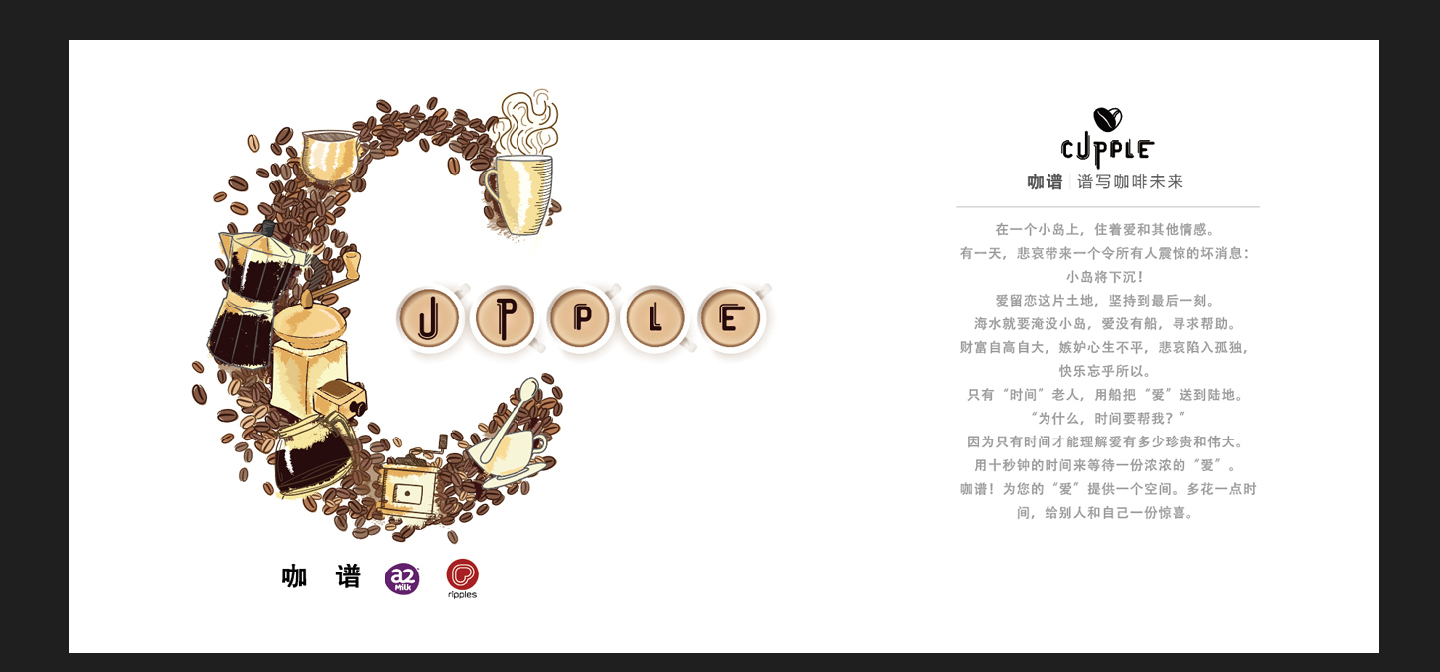 C
J P P L E
咖 谱
a2 Milk
ripples
CUPPLE
咖谱 | 谱写咖啡未来
在一个小岛上，住着爱和其他情感。
有一天，悲哀带来一个令所有人震惊的坏消息：
小岛将下沉！
爱留恋这片土地，坚持到最后一刻。
海水就要淹没小岛，爱没有船，寻求帮助。
财富自高自大，嫉妒心生不平，悲哀陷入孤独，
快乐忘乎所以。
只有“时间”老人，用船把“爱”送到陆地。
“为什么，时间要帮我？”
因为只有时间才能理解爱有多少珍贵和伟大。
用十秒钟的时间来等待一份浓浓的“爱”。
咖谱！为您的“爱”提供一个空间。多花一点时
间，给别人和自己一份惊喜。